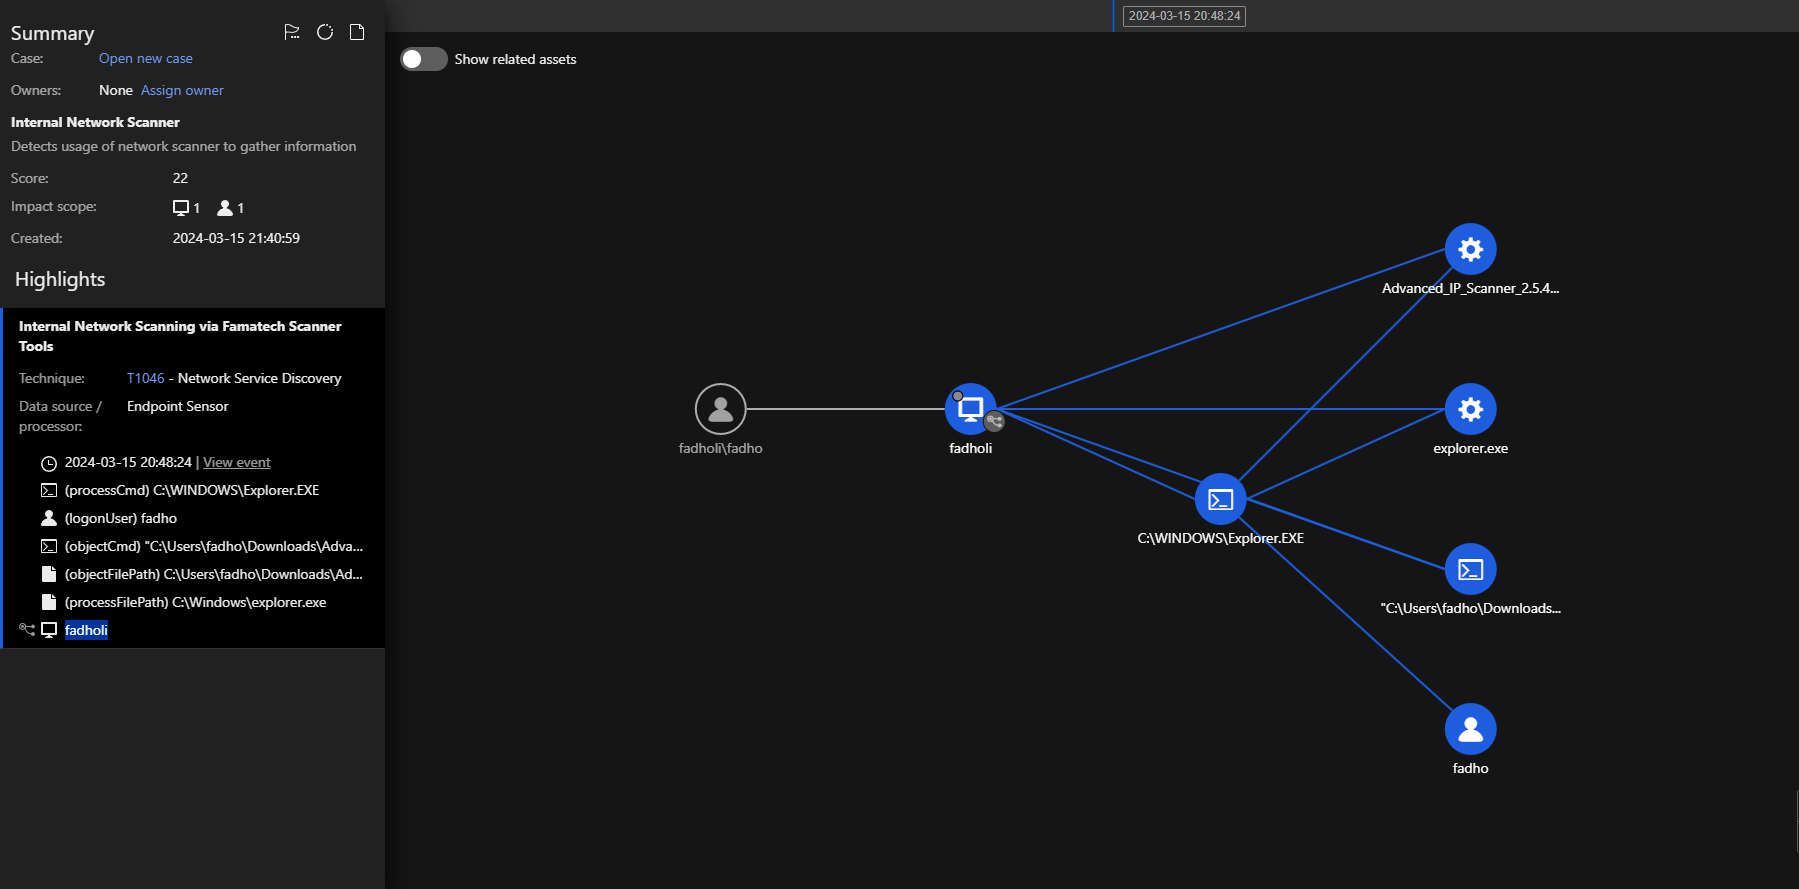 Summary
Case: Open new case
Owners: None Assign owner
Internal Network Scanner
Detects usage of network scanner to gather information
Score: 22
Impact scope: 1 1
Created: 2024-03-15 21:40:59
Highlights
Internal Network Scanning via Famatech Scanner
Tools
Technique: T1046 - Network Service Discovery
Data source / Endpoint Sensor
processor:
2024-03-15 20:48:24 | View event
(processCmd) C:\WINDOWS\Explorer.EXE
(logonUser) fadho
(objectCmd) "C:\Users\fadho\Downloads\Adva...
(objectFilePath) C:\Users\fadho\Downloads\Ad...
(processFilePath) C:\Windows\explorer.exe
fadholi
2024-03-15 20:48:24
Show related assets
Advanced_IP_Scanner_2.5.4...
fadholi\fadho
fadholi
explorer.exe
C:\WINDOWS\Explorer.EXE
"C:\Users\fadho\Downloads...
fadho